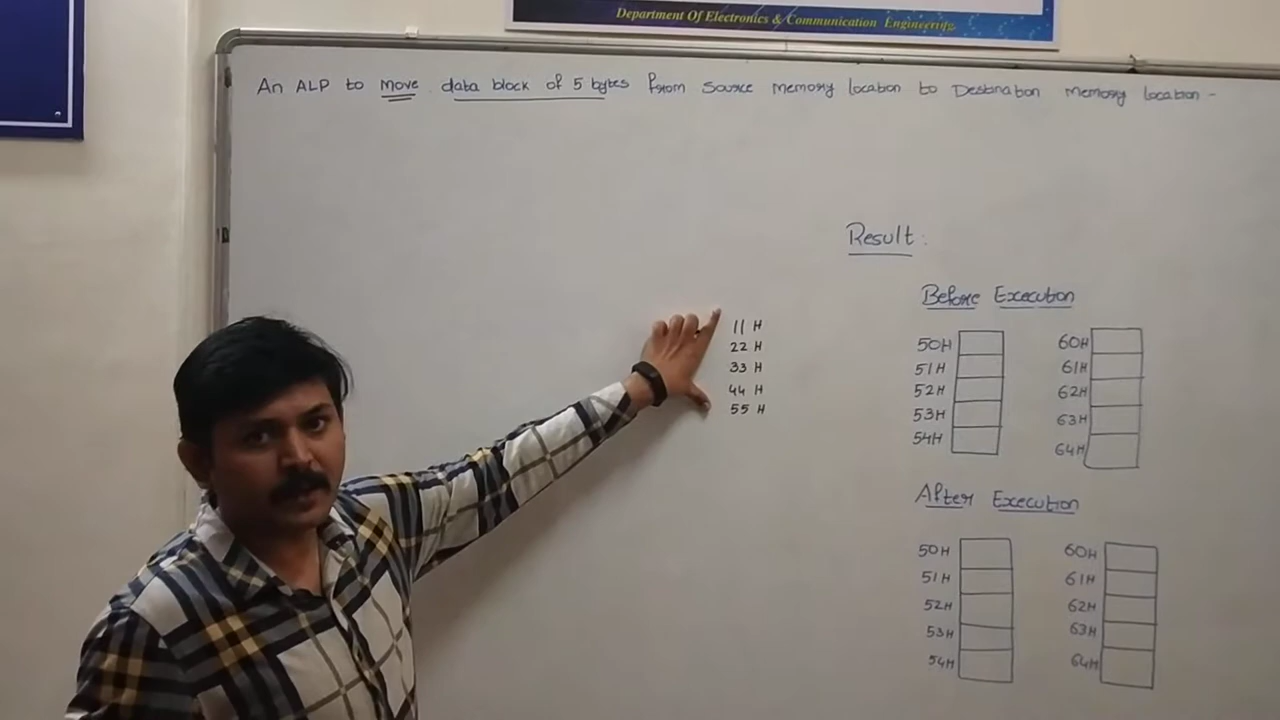 Department Of Electronics & Communication Engineering
An ALP to Move data block of 5 bytes from Source Memory location to Destination Memory location -
Result:
Before Execution
11 H
22 H
33 H
44 H
55 H
50H
51H
52H
53H
54H
60H
61H
62H
63H
64H
After Execution
50H
51H
52H
53H
54H
60H
61H
62H
63H
64H